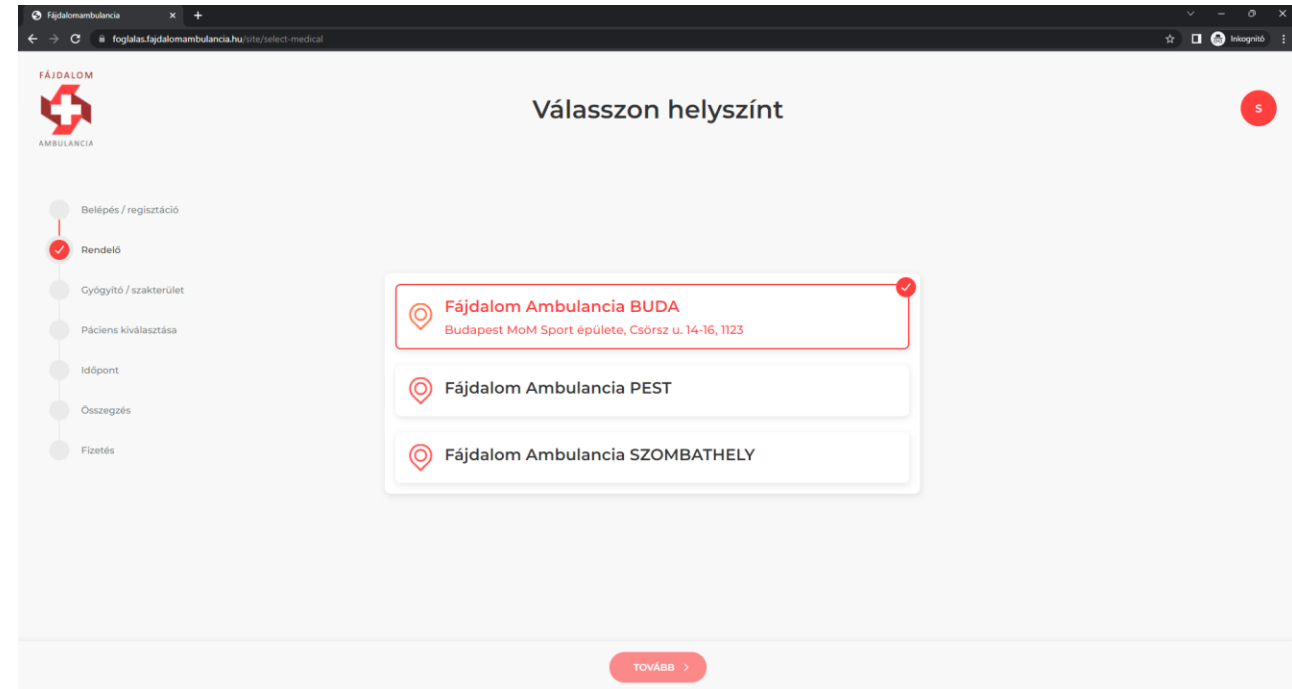 Fájdalomambulancia
foglalas.fajdalomambulancia.hu/site/select-medical
Inkognitó
FÁJDALOM
AMBULANCIA
Válasszon helyszínt
S
Belépés / regisztáció
Rendelő
Gyógyító / szakterület
Páciens kiválasztása
Időpont
Összegzés
Fizetés
Fájdalom Ambulancia BUDA
Budapest MoM Sport épülete, Csörsz u. 14-16, 1123
Fájdalom Ambulancia PEST
Fájdalom Ambulancia SZOMBATHELY
TOVÁBB